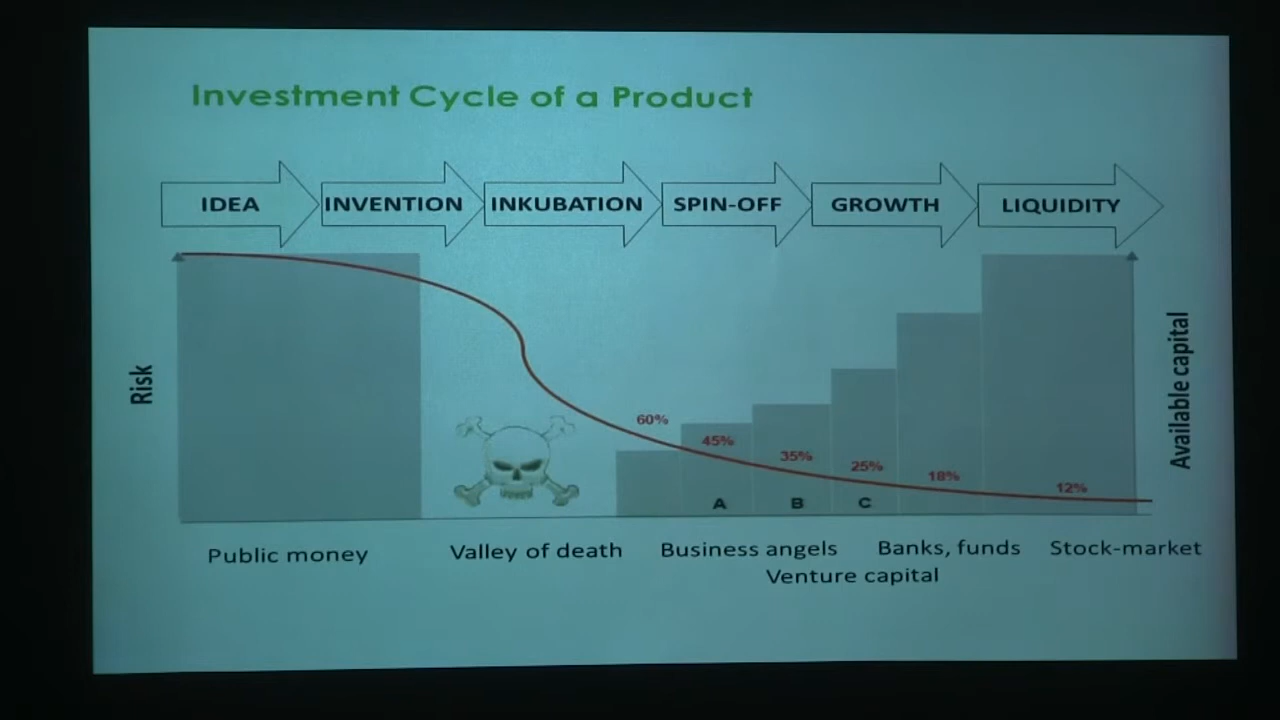 Investment Cycle of a Product
IDEA
INVENTION
INKUBATION
SPIN-OFF
GROWTH
LIQUIDITY
Risk
Available capital
60%
45%
35%
25%
18%
12%
A
B
C
Public money
Valley of death
Business angels
Banks, funds
Stock-market
Venture capital